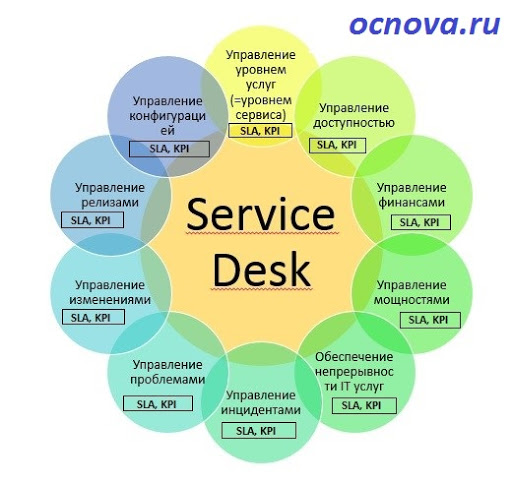 ocnova.ru
Управление
уровнем
услуг
(=уровнем
сервиса)
SLA, KPI
Управление
доступностью
SLA, KPI
Управление
финансами
SLA, KPI
Управление
мощностями
SLA, KPI
Обеспечение
непрерывнос
ти IT услуг
SLA, KPI
Управление
инцидентами
SLA, KPI
Управление
проблемами
SLA, KPI
Управление
изменениями
SLA, KPI
Управление
релизами
SLA, KPI
Управление
конфигураци
ей
SLA, KPI
Service
Desk